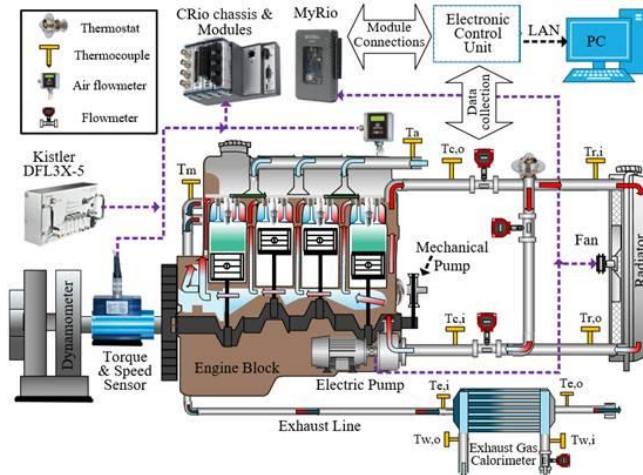 Thermostat
Thermocouple
Air flowmeter
Flowmeter
CRio chassis &
Modules
MyRio
Module
Connections
Electronic
Control
Unit
LAN
PC
Data
collection
Kistler
DFL3X-5
Tm
Ta
Tc,o
Tr,i
Mechanical
Pump
Fan
Radiator
Dynamometer
Torque
& Speed
Sensor
Engine Block
Electric Pump
Tc,i
Tr,o
Exhaust Line
Te,i
Te,o
Tw,o
Tw,i
Exhaust Gas
Calorimeter